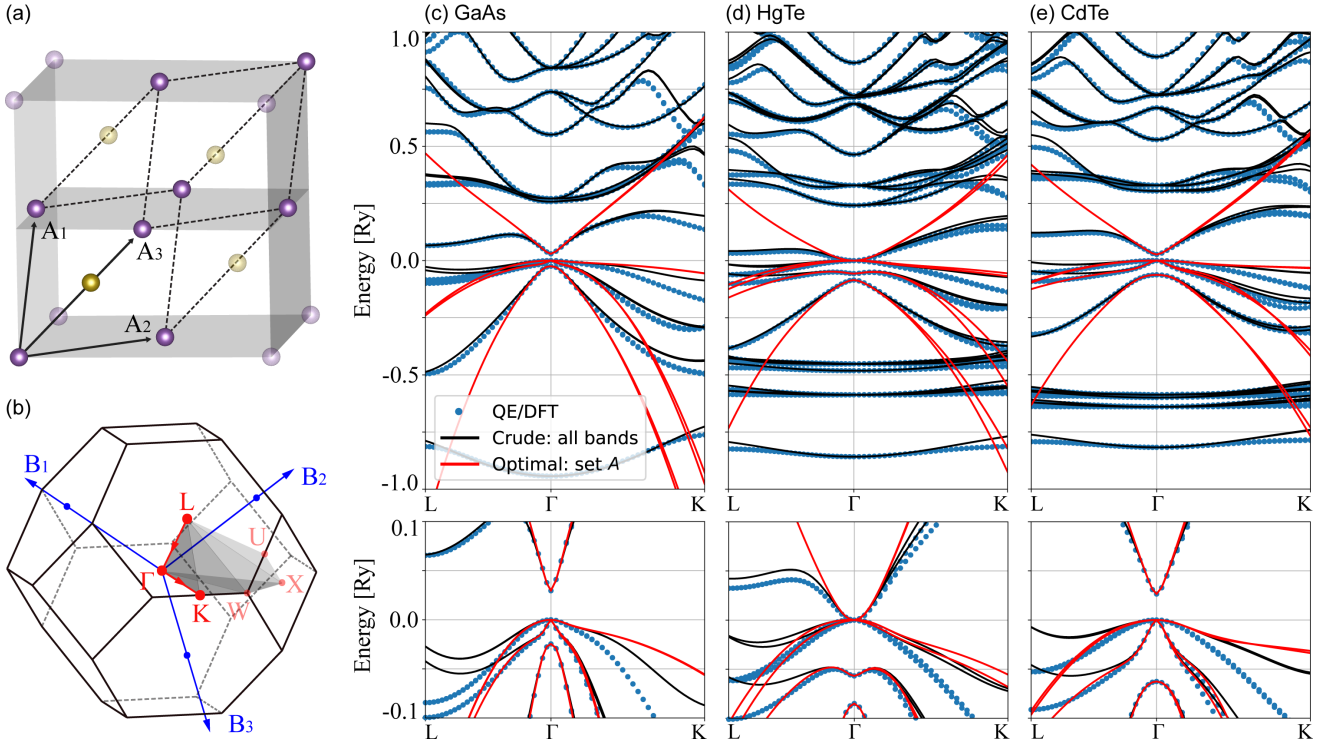 (a)
A1
A3
A2
(b)
B1
B2
L
U
Γ
X
K
W
B3
(c) GaAs
(d) HgTe
(e) CdTe
Energy [Ry]
1.0
0.5
0.0
-0.5
-1.0
QE/DFT
Crude: all bands
Optimal: set A
L Γ K
L Γ K
L Γ K
Energy [Ry]
0.1
0.0
-0.1
L Γ K
L Γ K
L Γ K